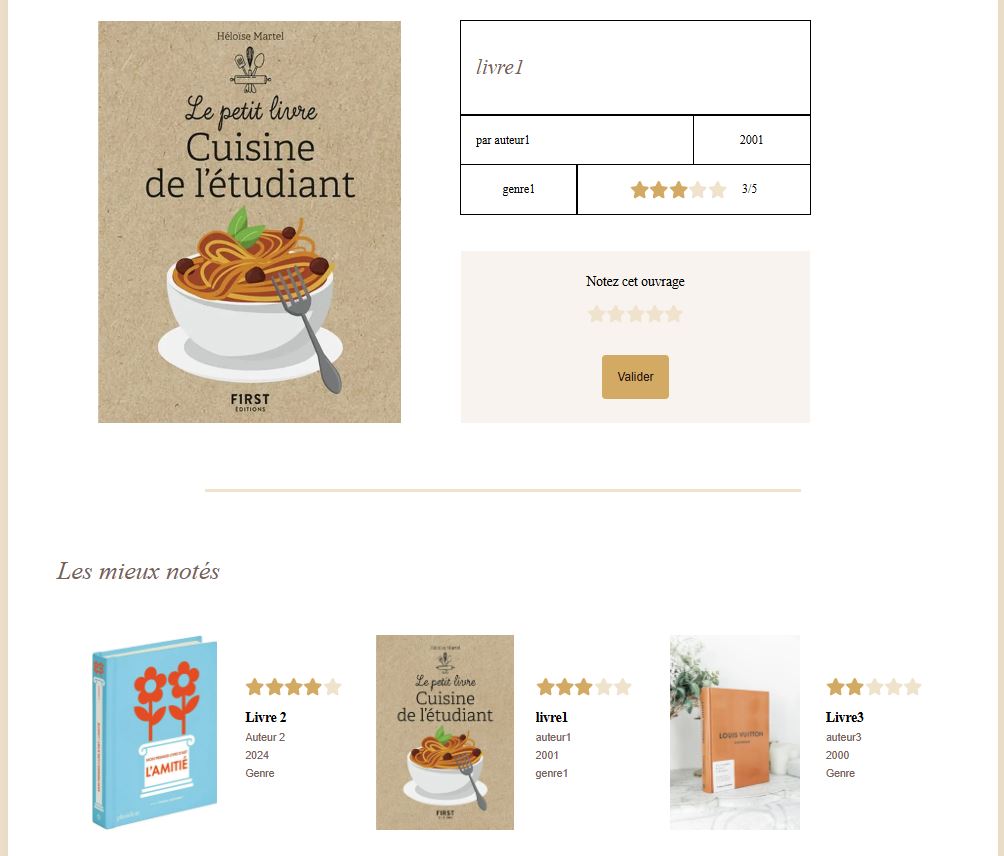 Héloïse Martel
Le petit livre
Cuisine
de l'étudiant
FIRST
ÉDITIONS
livre1
par auteur1
2001
genre1
3/5
Notez cet ouvrage
Valider
Les mieux notés
L'AMITIÉ
Livre 2
Auteur 2
2024
Genre
Héloïse Martel
Le petit livre
Cuisine
de l'étudiant
FIRST
livre1
auteur1
2001
genre1
LOUIS VUITTON
Livre3
auteur3
2000
Genre